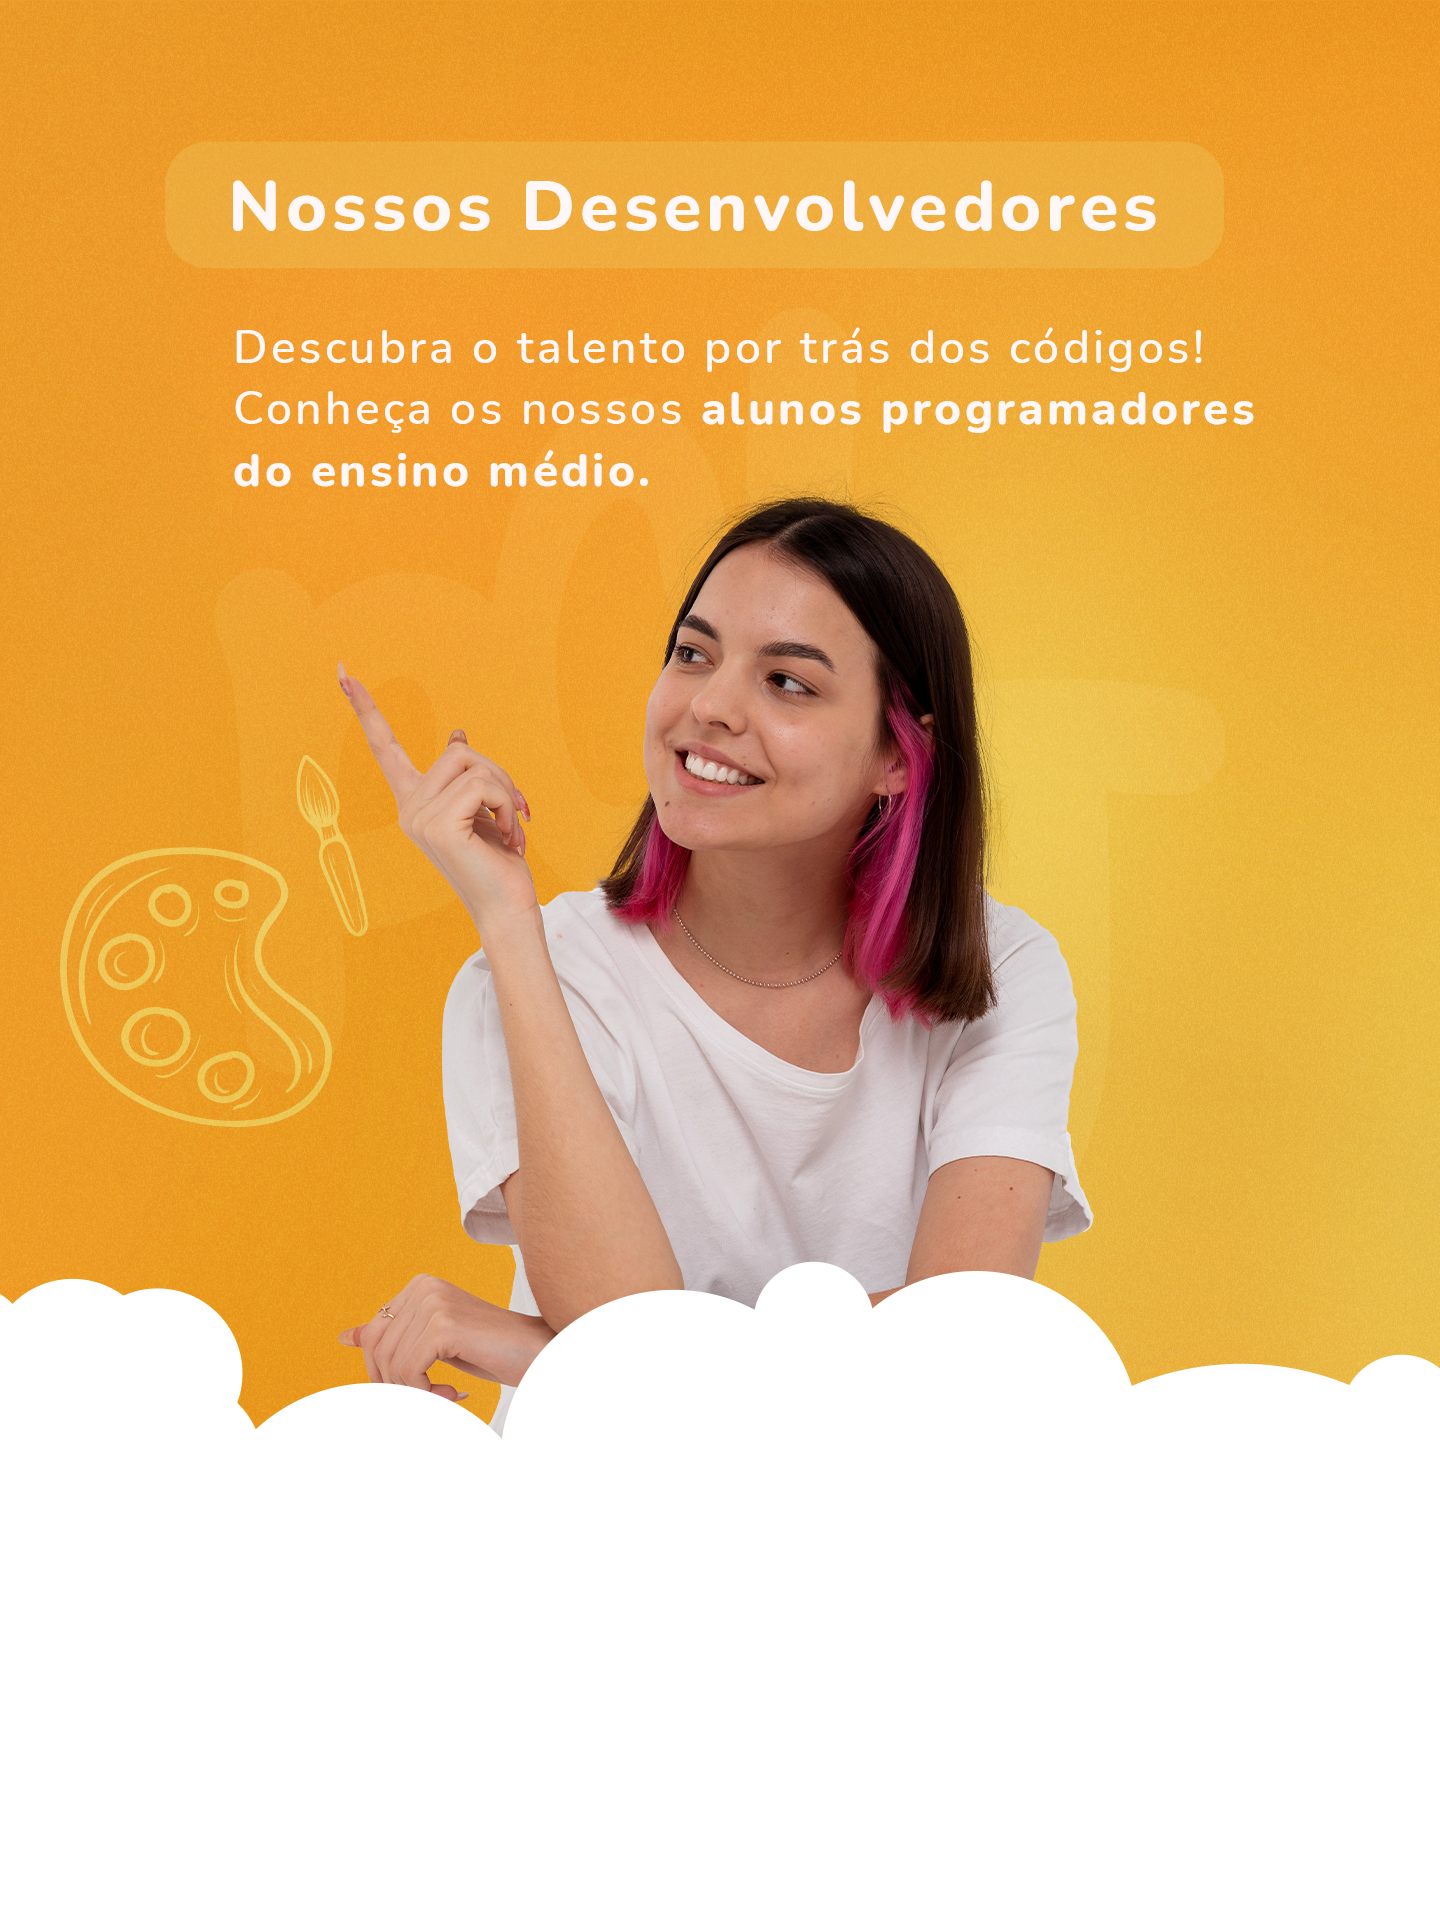 Nossos Desenvolvedores
Descubra o talento por trás dos códigos!
Conheça os nossos alunos programadores
do ensino médio.